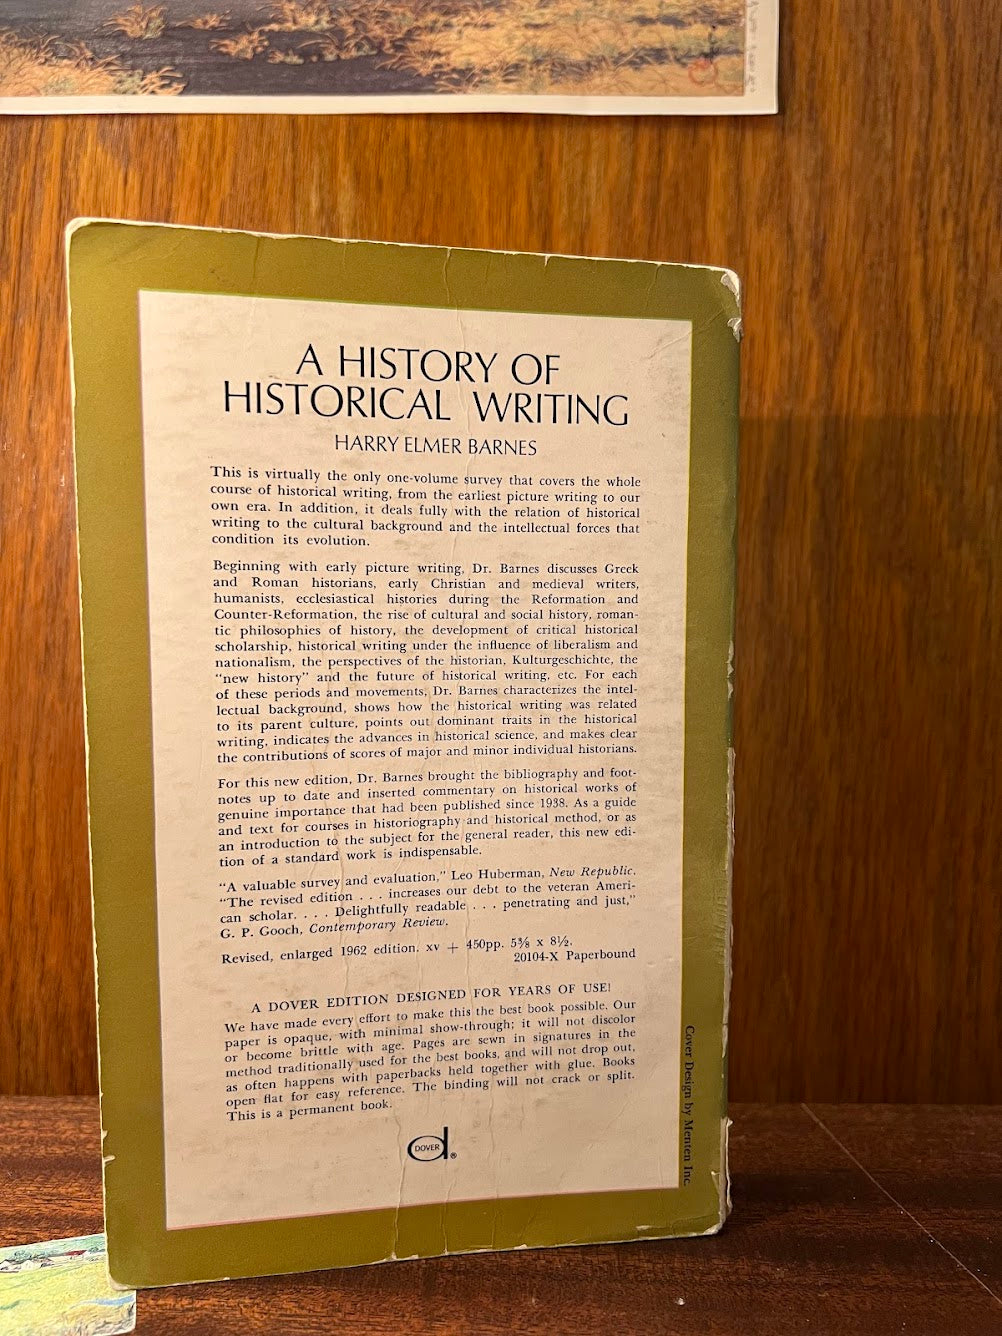 A HISTORY OF
HISTORICAL WRITING
HARRY ELMER BARNES
This is virtually the only one-volume survey that covers the whole
course of historical writing, from the earliest picture writing to our
own era. In addition, it deals fully with the relation of historical
writing to the cultural background and the intellectual forces that
condition its evolution.
Beginning with early picture writing, Dr. Barnes discusses Greek
and Roman historians, early Christian and medieval writers,
humanists, ecclesiastical histories during the Reformation and
Counter-Reformation, the rise of cultural and social history, roman-
tic philosophies of history, the development of critical historical
scholarship, historical writing under the influence of liberalism and
nationalism, the perspectives of the historian, Kulturgeschichte, the
"new history" and the future of historical writing, etc. For each
of these periods and movements, Dr. Barnes characterizes the intel-
lectual background, shows how the historical writing was related
to its parent culture, points out dominant traits in the historical
writing, indicates the advances in historical science, and makes clear
the contributions of scores of major and minor individual historians.
For this new edition, Dr. Barnes brought the bibliography and foot-
notes up to date and inserted commentary on historical works of
genuine importance that had been published since 1938. As a guide
and text for courses in historiography and historical method, or as
an introduction to the subject for the general reader, this new edi-
tion of a standard work is indispensable.
"A valuable survey and evaluation," Leo Huberman, New Republic.
"The revised edition . . . increases our debt to the veteran Ameri-
can scholar. . . . Delightfully readable . . . penetrating and just,"
G. P. Gooch, Contemporary Review.
Revised, enlarged 1962 edition. xv + 450pp. 5⅜ x 8½.
20104-X Paperbound
A DOVER EDITION DESIGNED FOR YEARS OF USE!
We have made every effort to make this the best book possible. Our
paper is opaque, with minimal show-through; it will not discolor
or become brittle with age. Pages are sewn in signatures in the
method traditionally used for the best books, and will not drop out,
as often happens with paperbacks held together with glue. Books
open flat for easy reference. The binding will not crack or split.
This is a permanent book.
DOVER®
Cover Design by Menten Inc.